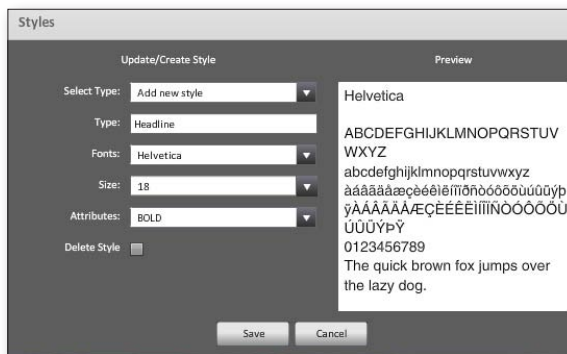 Styles
Update/Create Style
Select Type: Add new style
Type: Headline
Fonts: Helvetica
Size: 18
Attributes: BOLD
Delete Style
Preview
Helvetica
ABCDEFGHIJKLMNOPQRSTUV
WXYZ
abcdefghijklmnopqrstuvwxyz
0123456789
The quick brown fox jumps over
the lazy dog.
Save Cancel